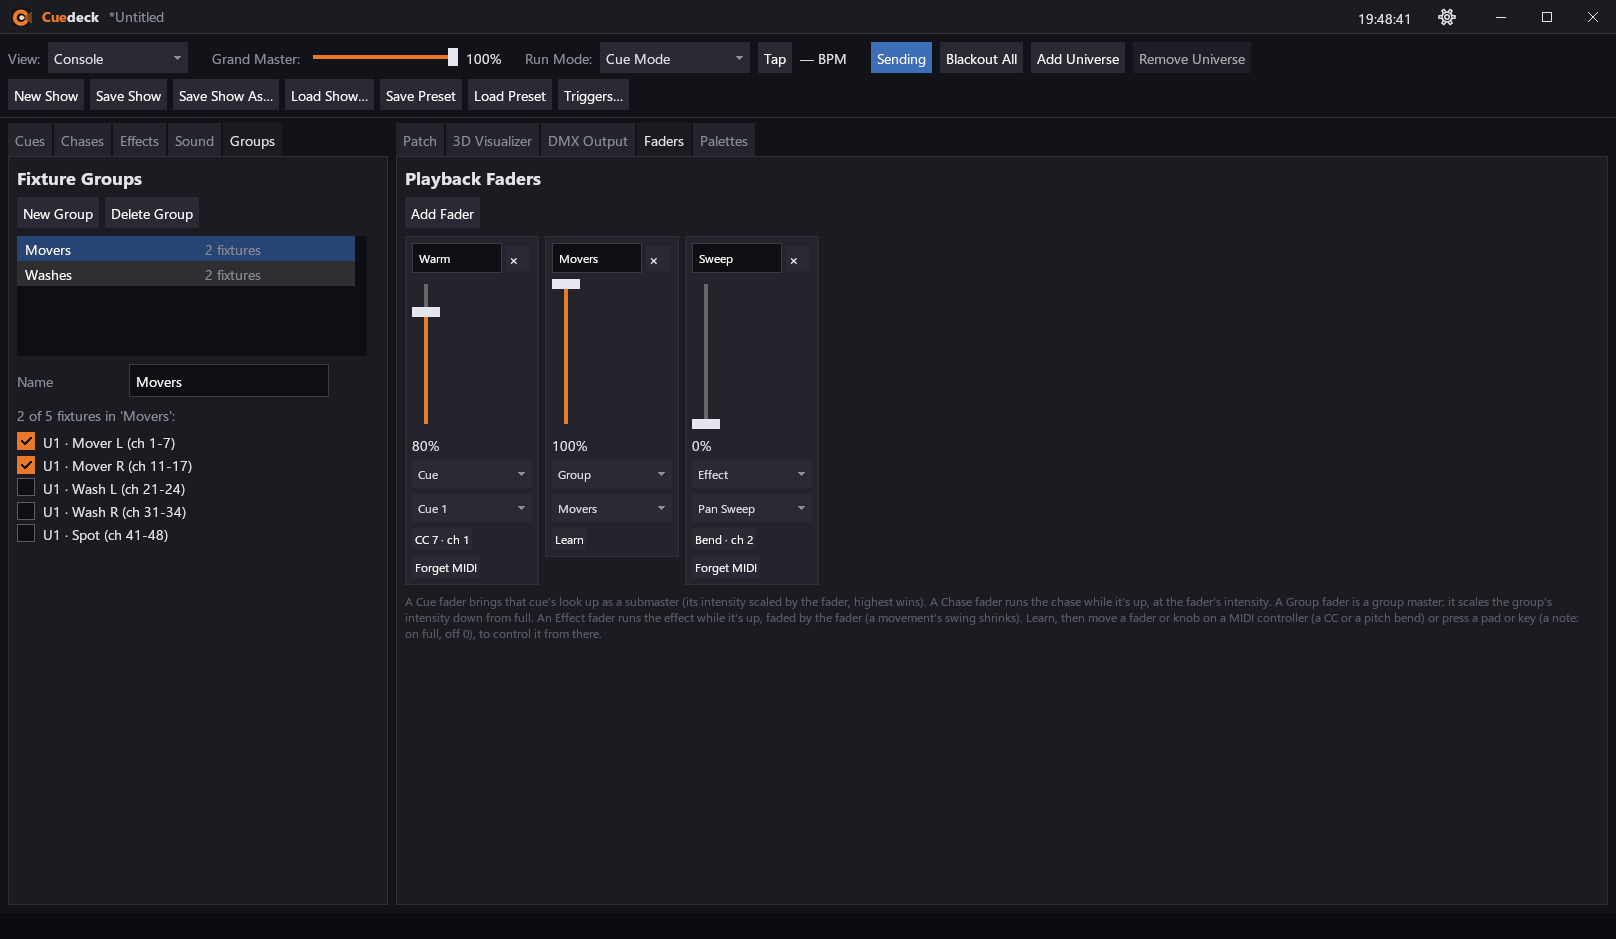 Cuedeck *Untitled 19:48:41
View: Console Grand Master: 100% Run Mode: Cue Mode Tap — BPM Sending Blackout All Add Universe Remove Universe
New Show Save Show Save Show As... Load Show... Save Preset Load Preset Triggers...
Cues Chases Effects Sound Groups
Fixture Groups
New Group Delete Group
Movers 2 fixtures
Washes 2 fixtures
Name Movers
2 of 5 fixtures in 'Movers':
U1 · Mover L (ch 1-7)
U1 · Mover R (ch 11-17)
U1 · Wash L (ch 21-24)
U1 · Wash R (ch 31-34)
U1 · Spot (ch 41-48)
Patch 3D Visualizer DMX Output Faders Palettes
Playback Faders
Add Fader
Warm × Movers × Sweep ×
80% 100% 0%
Cue Group Effect
Cue 1 Movers Pan Sweep
CC 7 · ch 1 Learn Bend · ch 2
Forget MIDI Forget MIDI
A Cue fader brings that cue's look up as a submaster (its intensity scaled by the fader, highest wins). A Chase fader runs the chase while it's up, at the fader's intensity. A Group fader is a group master: it scales the group's
intensity down from full. An Effect fader runs the effect while it's up, faded by the fader (a movement's swing shrinks). Learn, then move a fader or knob on a MIDI controller (a CC or a pitch bend) or press a pad or key (a note:
on full, off 0), to control it from there.